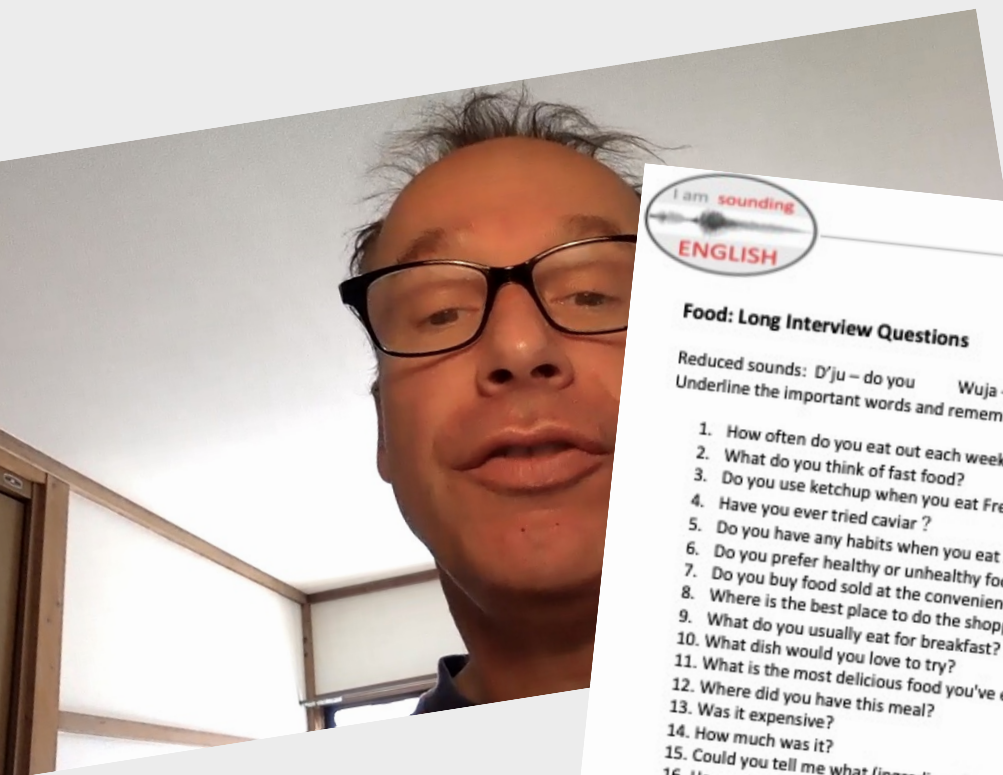 I am sounding
ENGLISH
Food: Long Interview Questions
Reduced sounds: D'ju – do you Wuja
Underline the important words and remem
1. How often do you eat out each week
2. What do you think of fast food?
3. Do you use ketchup when you eat Fre
4. Have you ever tried caviar ?
5. Do you have any habits when you eat
6. Do you prefer healthy or unhealthy fo
7. Do you buy food sold at the convenien
8. Where is the best place to do the shop
9. What do you usually eat for breakfast?
10. What dish would you love to try?
11. What is the most delicious food you've e
12. Where did you have this meal?
13. Was it expensive?
14. How much was it?
15. Could you tell me what
16.